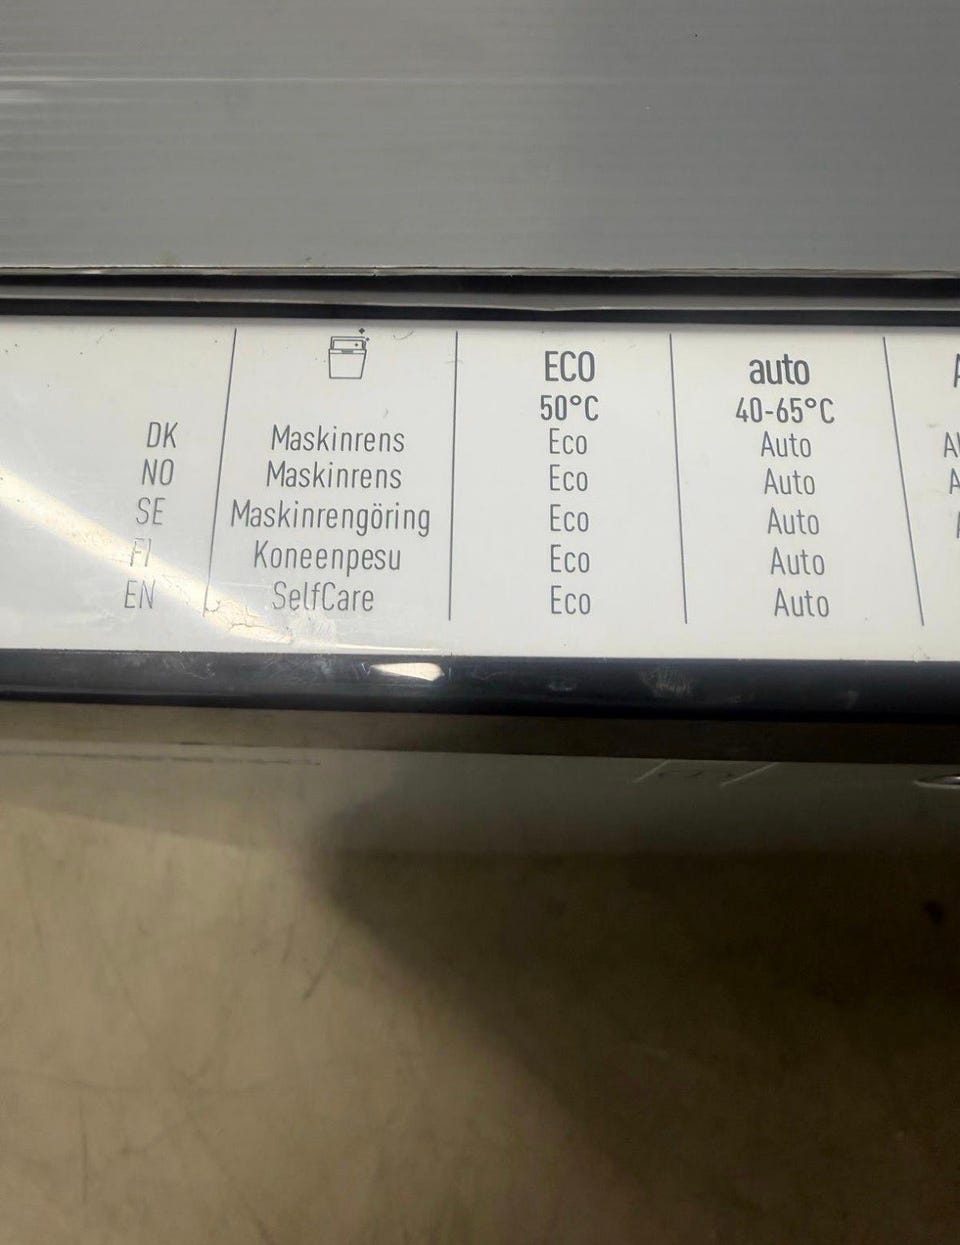 ECO auto
50°C 40-65°C
DK Maskinrens Eco Auto
NO Maskinrens Eco Auto
SE Maskinrengöring Eco Auto
FI Koneenpesu Eco Auto
EN SelfCare Eco Auto